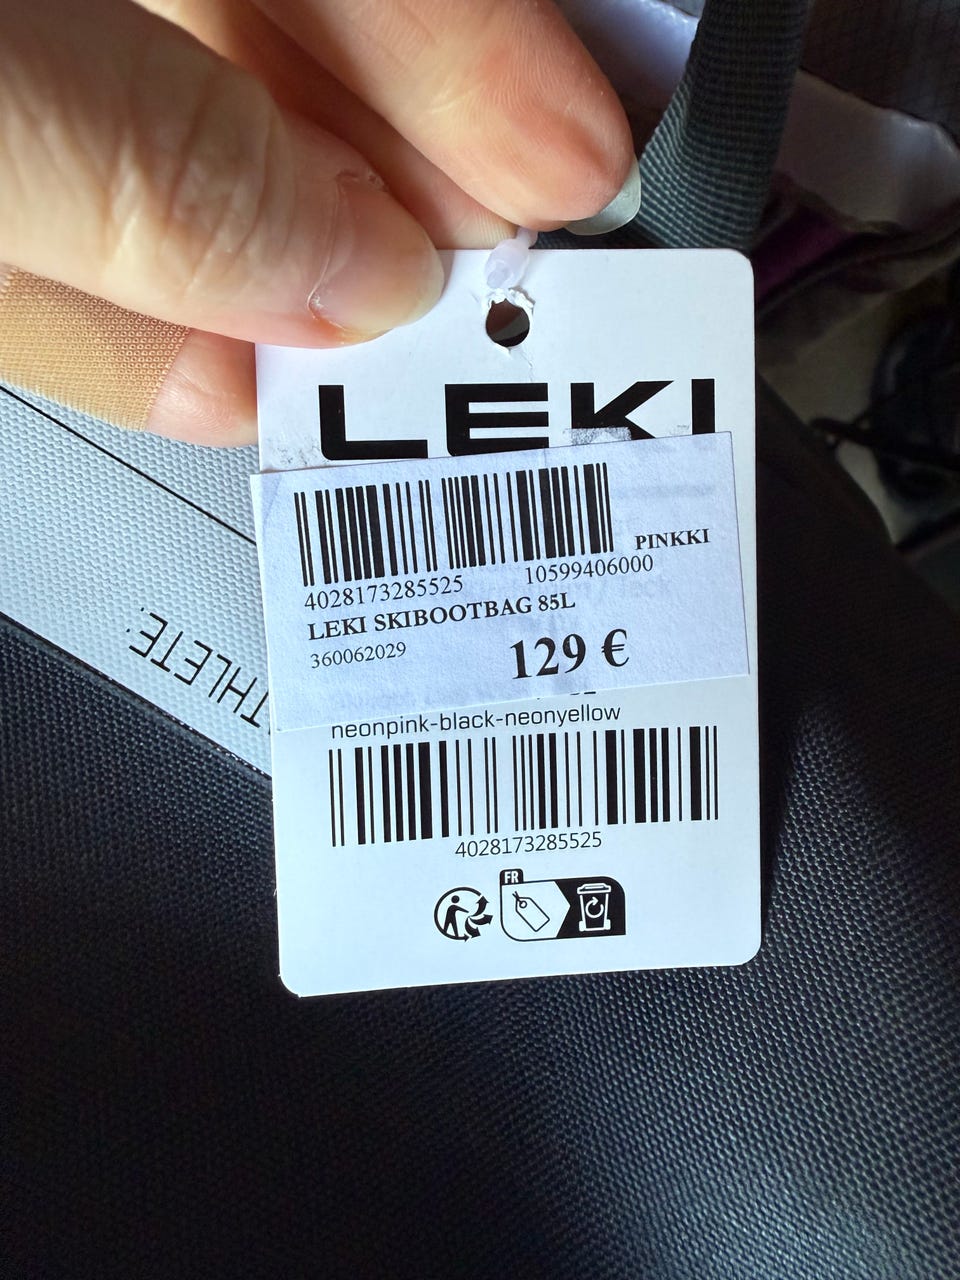 LEKI
PINKKI
4028173285525 10599406000
LEKI SKIBOOTBAG 85L
360062029 129 €
neonpink-black-neonyellow
4028173285525
FR
THLETE: